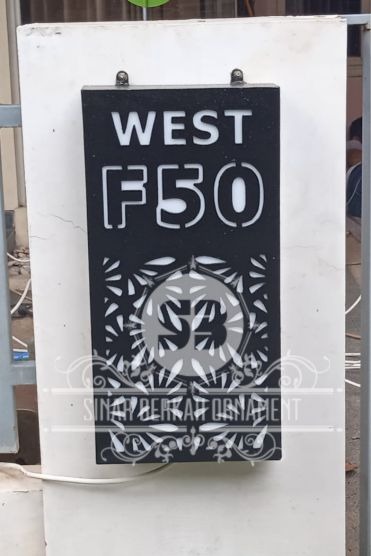 WEST
F50
SB
SINAR BERKAT ORNAMENT